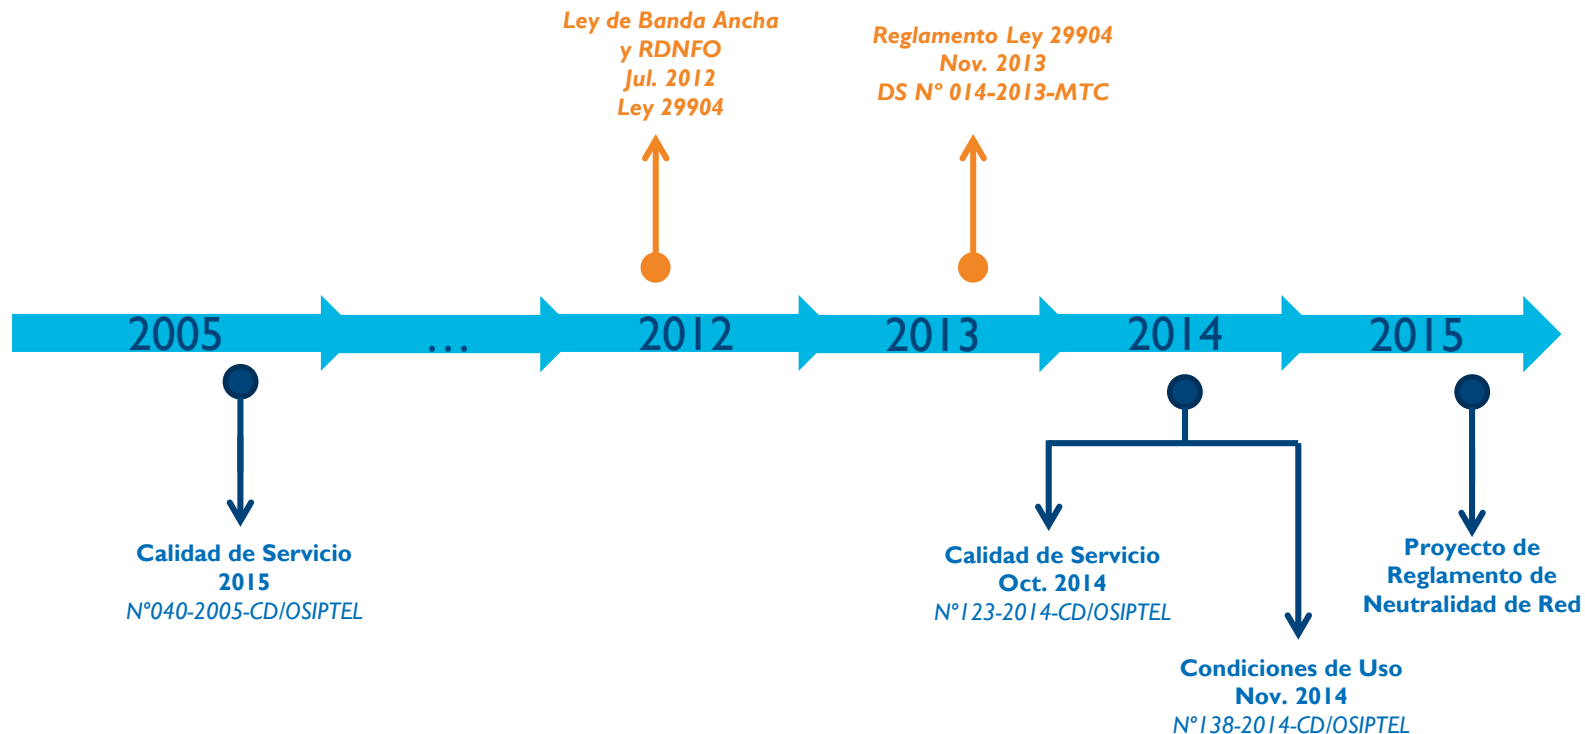 Ley de Banda Ancha
y RDNFO
Jul. 2012
Ley 29904
Reglamento Ley 29904
Nov. 2013
DS Nº 014-2013-MTC
2005
...
2012
2013
2014
2015
Calidad de Servicio
2015
N°040-2005-CD/OSIPTEL
Calidad de Servicio
Oct. 2014
N°123-2014-CD/OSIPTEL
Condiciones de Uso
Nov. 2014
N°138-2014-CD/OSIPTEL
Proyecto de
Reglamento de
Neutralidad de Red